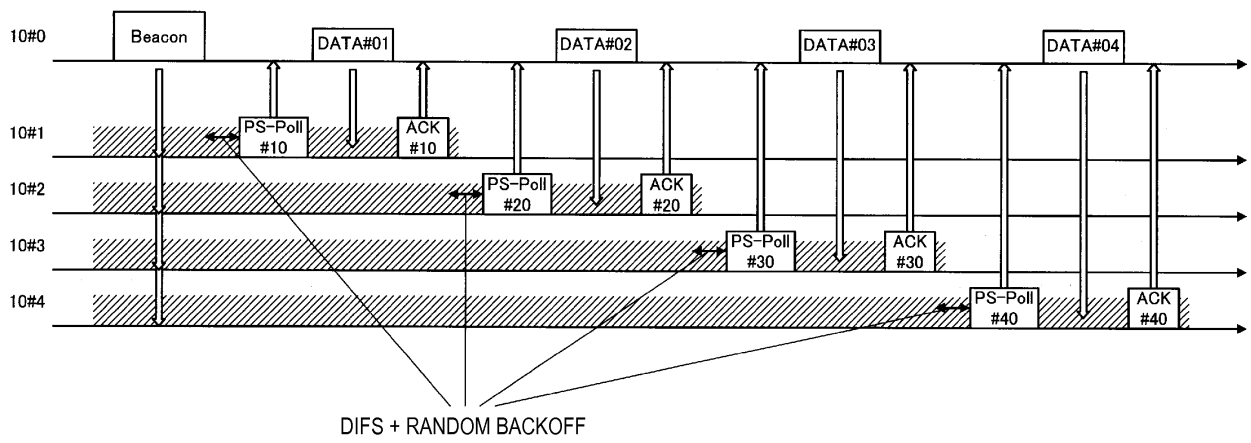 10#0
Beacon
DATA#01
DATA#02
DATA#03
DATA#04
10#1
PS-Poll
#10
ACK
#10
10#2
PS-Poll
#20
ACK
#20
10#3
PS-Poll
#30
ACK
#30
10#4
PS-Poll
#40
ACK
#40
DIFS + RANDOM BACKOFF